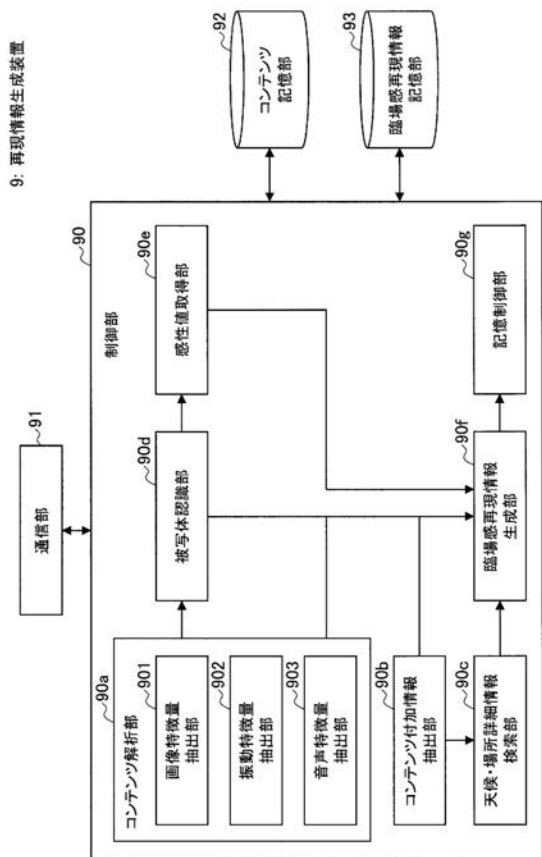 9: 再現情報生成装置
91
通信部
90
制御部
90a
コンテンツ解析部
901
画像特徴量
抽出部
902
振動特徴量
抽出部
903
音声特徴量
抽出部
90b
コンテンツ付加情報
抽出部
90c
天候・場所詳細情報
検索部
90d
被写体認識部
90e
感性値取得部
90f
臨場感再現情報
生成部
90g
記憶制御部
92
コンテンツ
記憶部
93
臨場感再現情報
記憶部